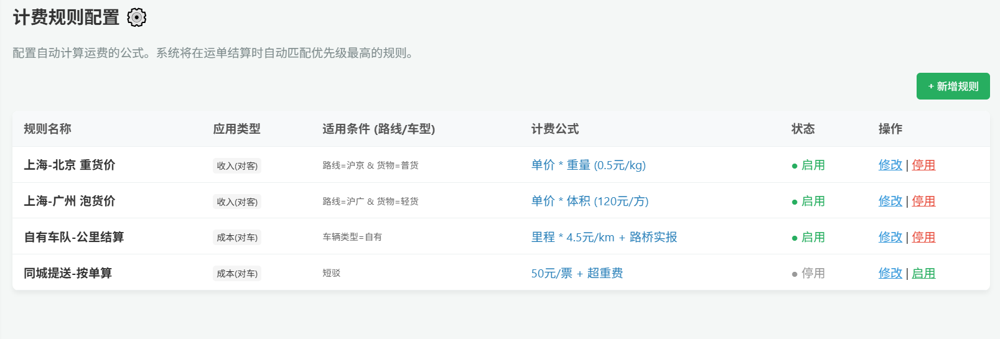 计费规则配置
配置自动计算运费的公式。系统将在运单结算时自动匹配优先级最高的规则。
+ 新增规则
规则名称 应用类型 适用条件 (路线/车型) 计费公式 状态 操作
上海-北京 重货价 收入(对客) 路线=沪京 & 货物=普货 单价 * 重量 (0.5元/kg) ● 启用 修改 | 停用
上海-广州 泡货价 收入(对客) 路线=沪广 & 货物=轻货 单价 * 体积 (120元/方) ● 启用 修改 | 停用
自有车队-公里结算 成本(对车) 车辆类型=自有 里程 * 4.5元/km + 路桥实报 ● 启用 修改 | 停用
同城提送-按单算 成本(对车) 短驳 50元/票 + 超重费 ● 停用 修改 | 启用